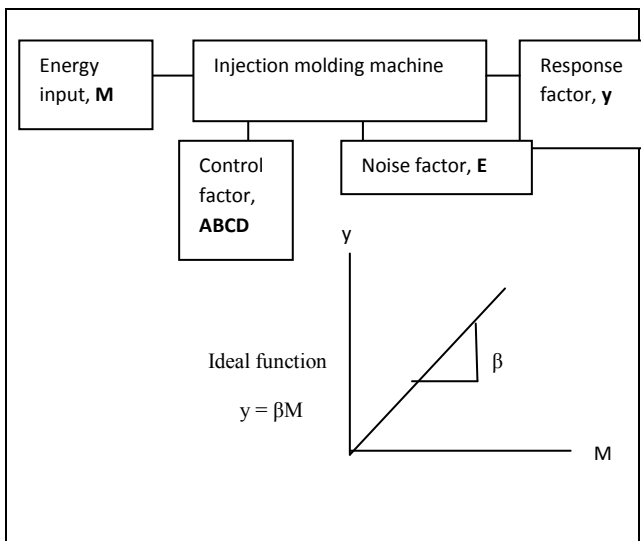 Energy
input, M
Injection molding machine
Response
factor, y
Control
factor,
ABCD
Noise factor, E
y
Ideal function
y = βM
β
M